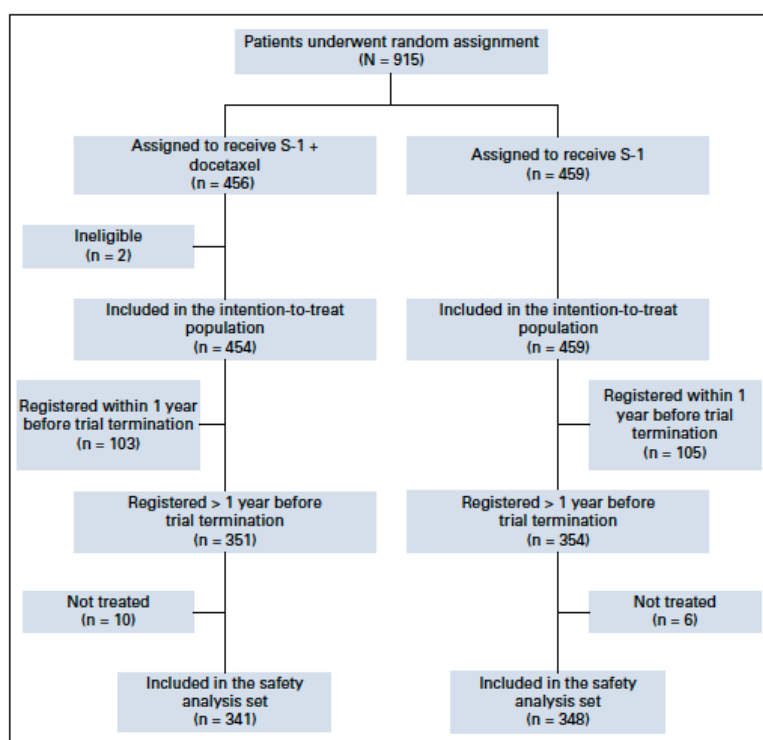 Patients underwent random assignment
(N = 915)
Assigned to receive S-1 +
docetaxel
(n = 456)
Assigned to receive S-1
(n = 459)
Ineligible
(n = 2)
Included in the intention-to-treat
population
(n = 454)
Included in the intention-to-treat
population
(n = 459)
Registered within 1 year
before trial termination
(n = 103)
Registered within 1
year before trial
termination
(n = 105)
Registered > 1 year before
trial termination
(n = 351)
Registered > 1 year before
trial termination
(n = 354)
Not treated
(n = 10)
Not treated
(n = 6)
Included in the safety
analysis set
(n = 341)
Included in the safety
analysis set
(n = 348)